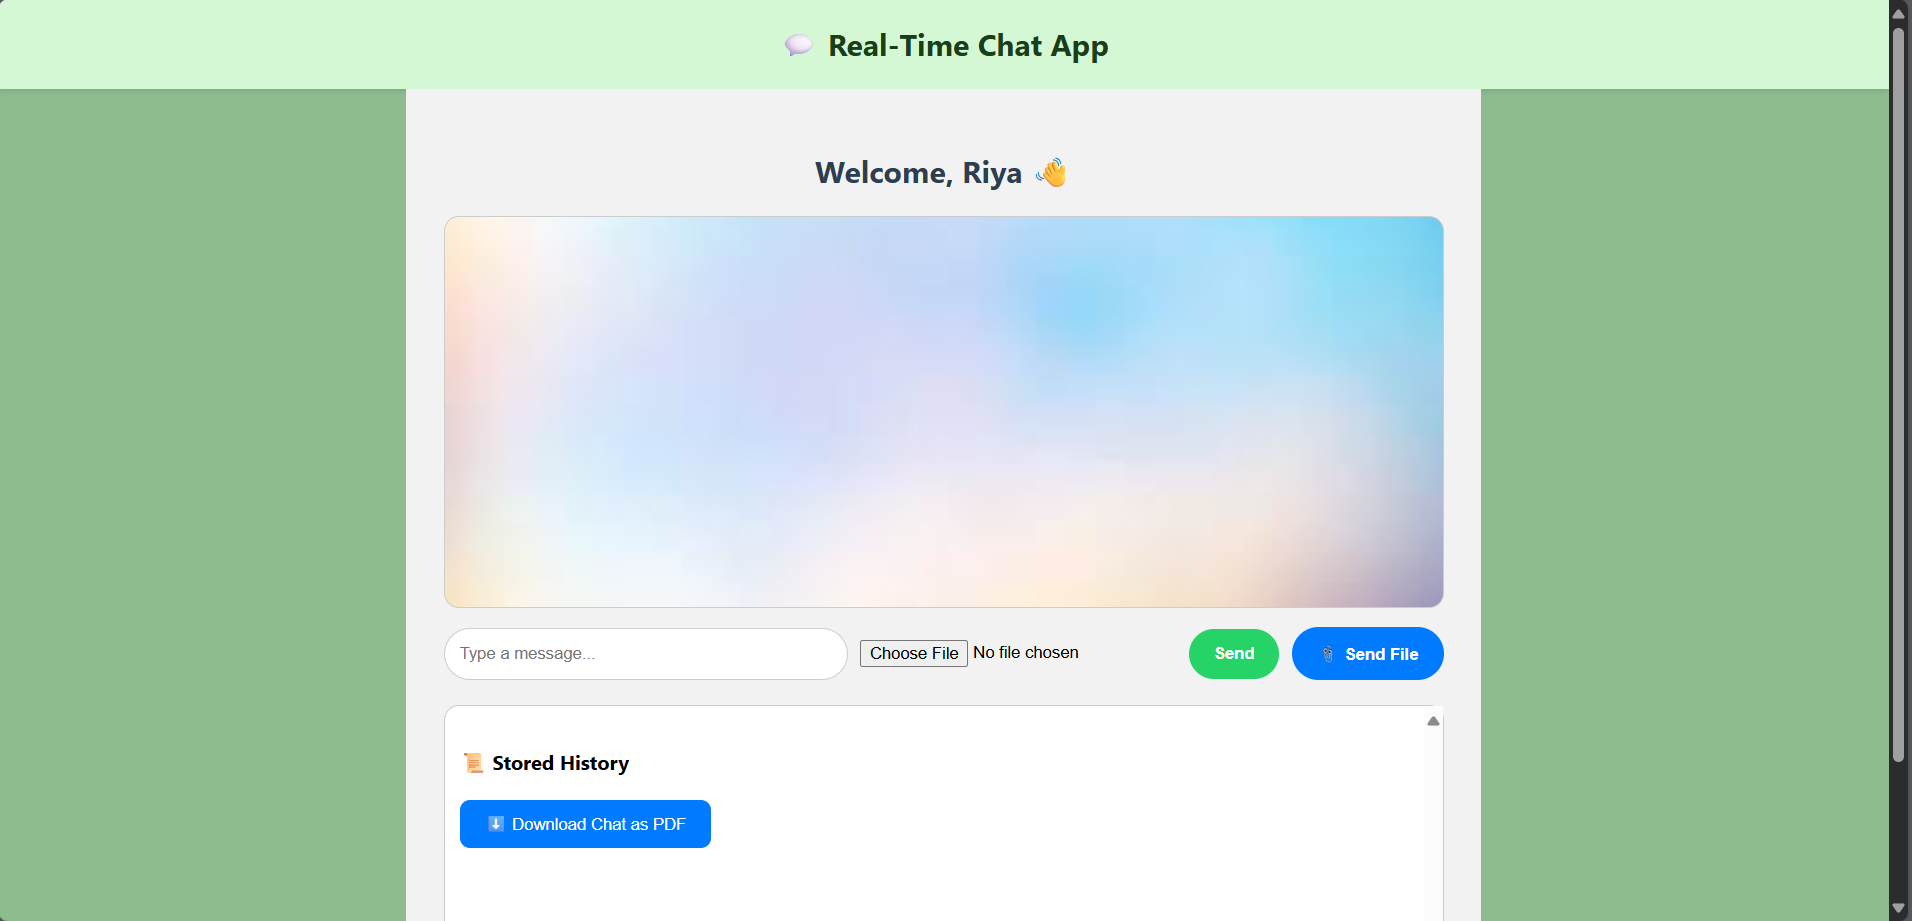 Real-Time Chat App
Welcome, Riya
Type a message...
Choose File No file chosen
Send
Send File
Stored History
Download Chat as PDF